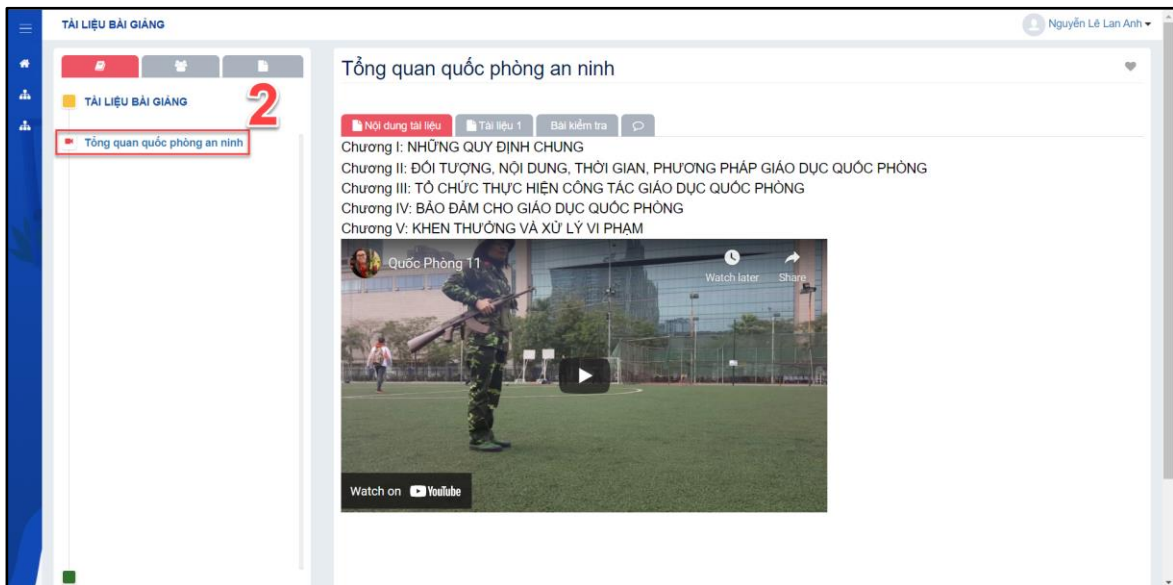 TÀI LIỆU BÀI GIẢNG
Nguyễn Lê Lan Anh
TÀI LIỆU BÀI GIẢNG
2
Tổng quan quốc phòng an ninh
Tổng quan quốc phòng an ninh
Nội dung tài liệu Tài liệu 1 Bài kiểm tra
Chương I: NHỮNG QUY ĐỊNH CHUNG
Chương II: ĐỐI TƯỢNG, NỘI DUNG, THỜI GIAN, PHƯƠNG PHÁP GIÁO DỤC QUỐC PHÒNG
Chương III: TỔ CHỨC THỰC HIỆN CÔNG TÁC GIÁO DỤC QUỐC PHÒNG
Chương IV: BẢO ĐẢM CHO GIÁO DỤC QUỐC PHÒNG
Chương V: KHEN THƯỞNG VÀ XỬ LÝ VI PHẠM
Quốc Phòng 11
Watch later Share
Watch on YouTube